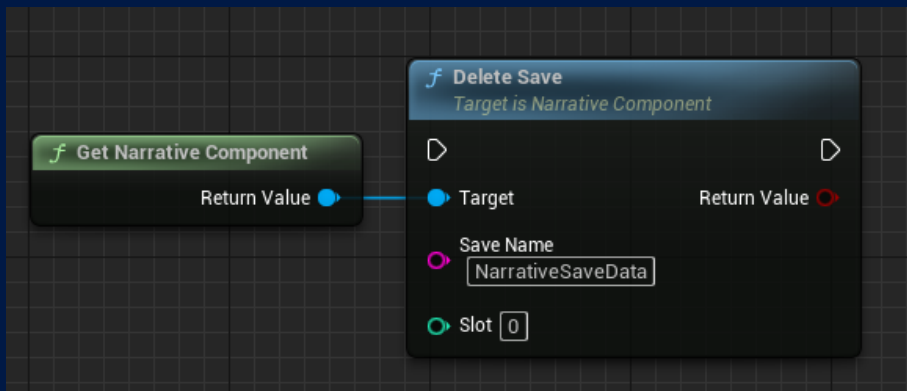 f Get Narrative Component
Return Value
f Delete Save
Target is Narrative Component
Target
Return Value
Save Name
NarrativeSaveData
Slot 0